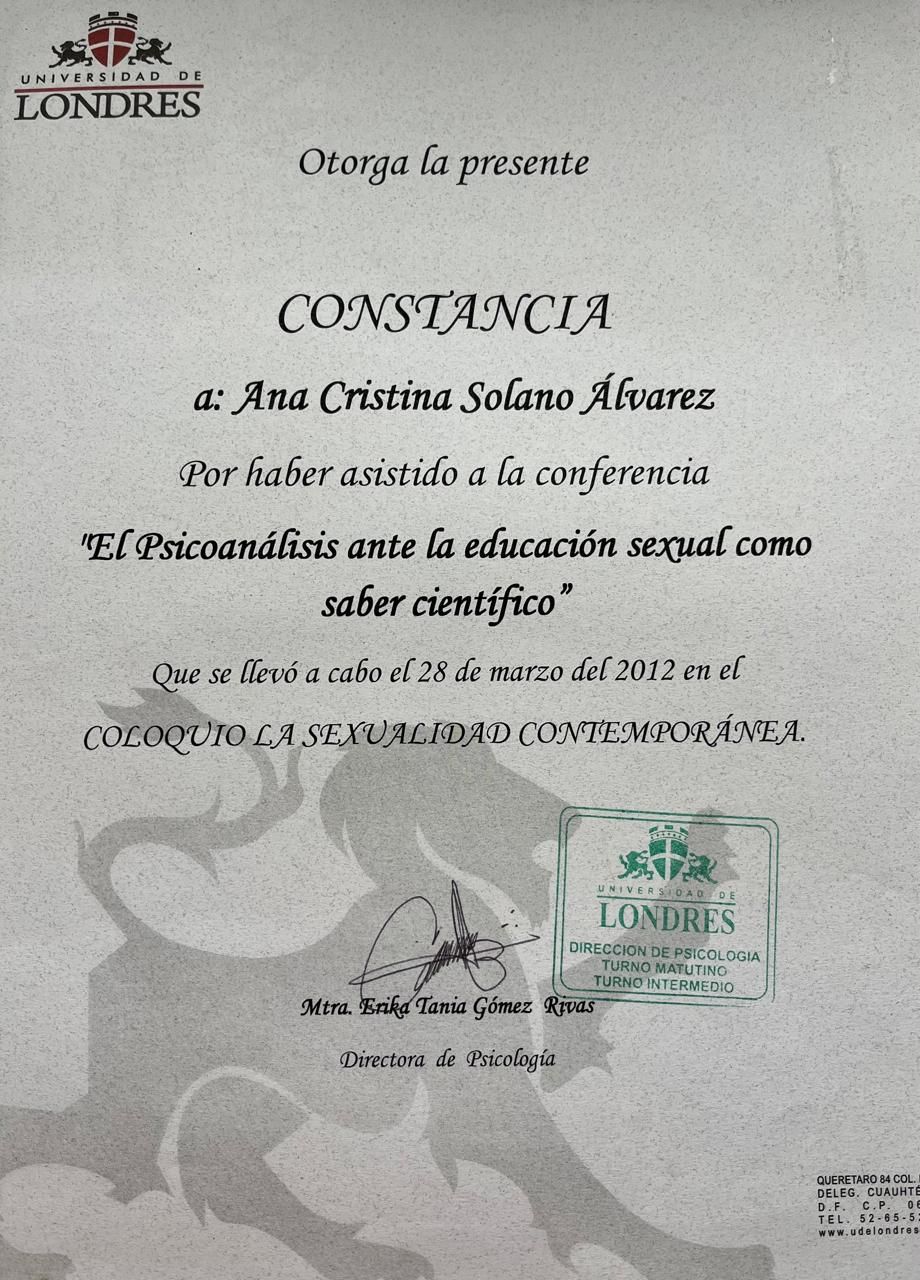 UNIVERSIDAD DE
LONDRES
Otorga la presente
CONSTANCIA
a: Ana Cristina Solano Álvarez
Por haber asistido a la conferencia
"El Psicoanálisis ante la educación sexual como
saber científico”
Que se llevó a cabo el 28 de marzo del 2012 en el
COLOQUIO LA SEXUALIDAD CONTEMPORÁNEA.
UNIVERSIDAD DE
LONDRES
DIRECCION DE PSICOLOGIA
TURNO MATUTINO
TURNO INTERMEDIO
Mtra. Erika Tania Gómez Rivas
Directora de Psicología
QUERETARO 84 COL.
DELEG. CUAUHTÉ
D.F. C.P. 06
TEL. 52-65-5
www.udelondres